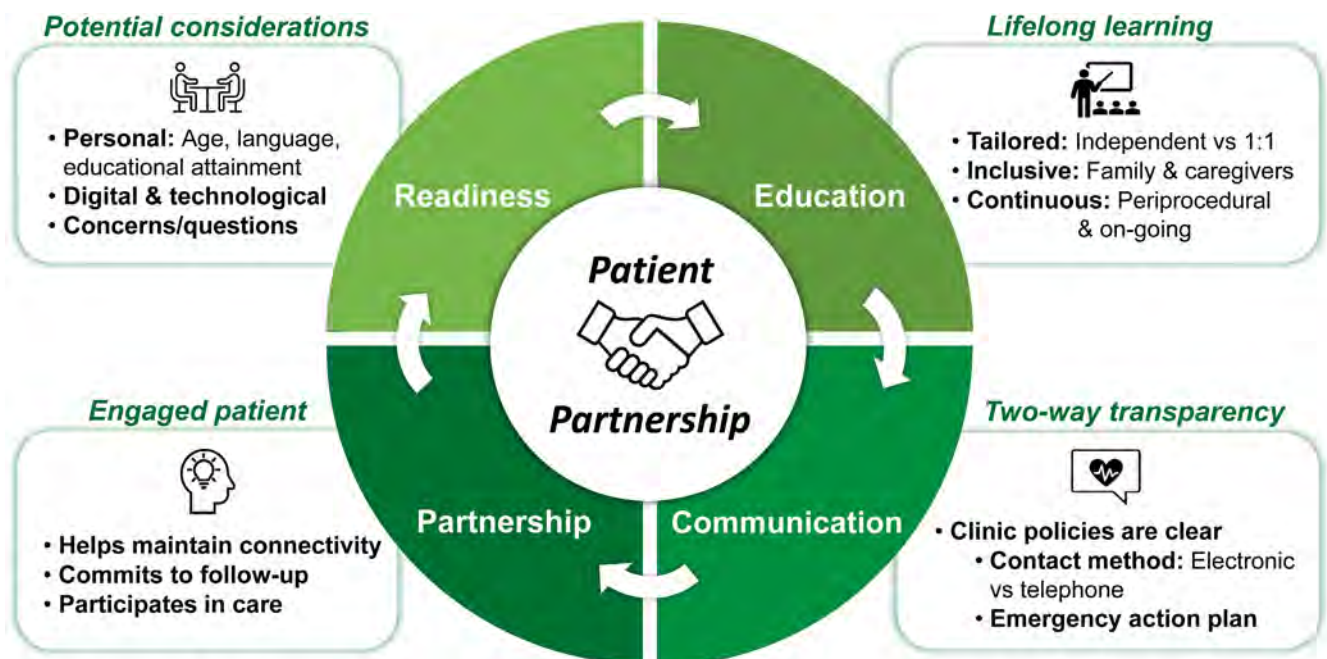 Potential considerations
• Personal: Age, language,
educational attainment
• Digital & technological
• Concerns/questions
Lifelong learning
• Tailored: Independent vs 1:1
• Inclusive: Family & caregivers
• Continuous: Periprocedural
& on-going
Readiness
Education
Patient
Partnership
Partnership
Communication
Engaged patient
• Helps maintain connectivity
• Commits to follow-up
• Participates in care
Two-way transparency
• Clinic policies are clear
• Contact method: Electronic
vs telephone
• Emergency action plan